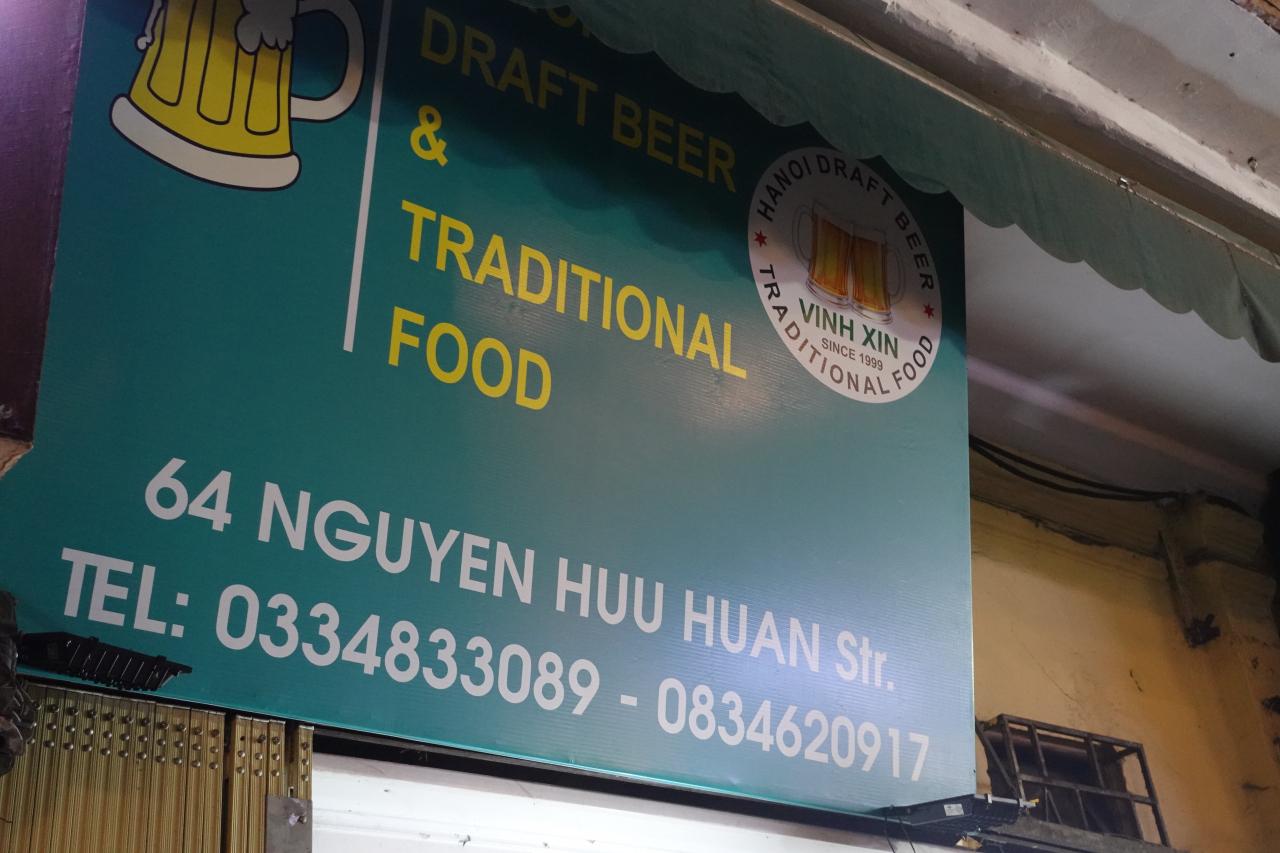 DRAFT BEER
&
TRADITIONAL
FOOD
HANOI DRAFT BEER
VINH XIN
SINCE 1999
TRADITIONAL FOOD
64 NGUYEN HUU HUAN Str.
TEL: 0334833089 - 0834620917